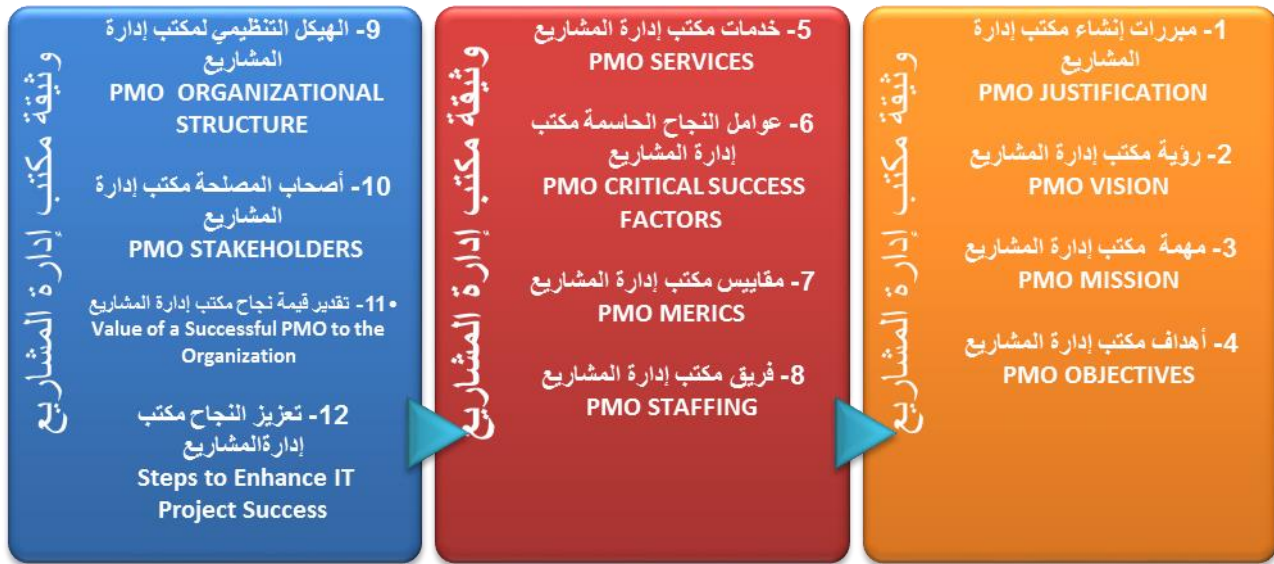 وثيقة مكتب إدارة المشاريع
1- مبررات إنشاء مكتب إدارة
المشاريع
PMO JUSTIFICATION
2- رؤية مكتب إدارة المشاريع
PMO VISION
3- مهمة مكتب إدارة المشاريع
PMO MISSION
4- أهداف مكتب إدارة المشاريع
PMO OBJECTIVES
وثيقة مكتب إدارة المشاريع
5- خدمات مكتب إدارة المشاريع
PMO SERVICES
6- عوامل النجاح الحاسمة مكتب
إدارة المشاريع
PMO CRITICAL SUCCESS
FACTORS
7- مقاييس مكتب إدارة المشاريع
PMO MERICS
8- فريق مكتب إدارة المشاريع
PMO STAFFING
وثيقة مكتب إدارة المشاريع
9- الهيكل التنظيمي لمكتب إدارة
المشاريع
PMO ORGANIZATIONAL
STRUCTURE
10- أصحاب المصلحة مكتب إدارة
المشاريع
PMO STAKEHOLDERS
•11- تقدير قيمة نجاح مكتب إدارة المشاريع
Value of a Successful PMO to the
Organization
12- تعزيز النجاح مكتب
إدارةالمشاريع
Steps to Enhance IT
Project Success